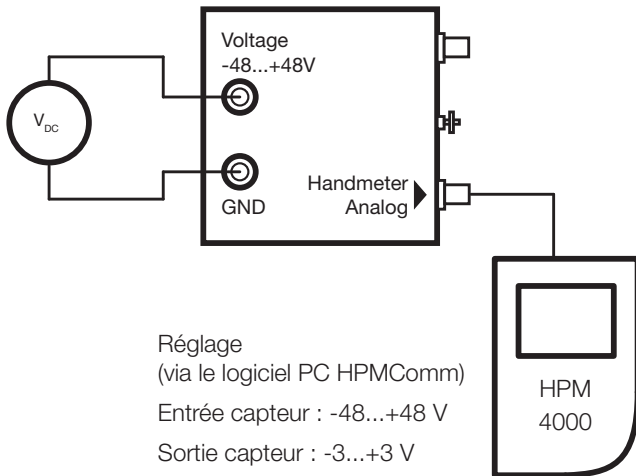 Voltage
-48...+48V
VDC
GND
Handmeter
Analog
Réglage
(via le logiciel PC HPMComm)
Entrée capteur : -48...+48 V
Sortie capteur : -3...+3 V
HPM
4000